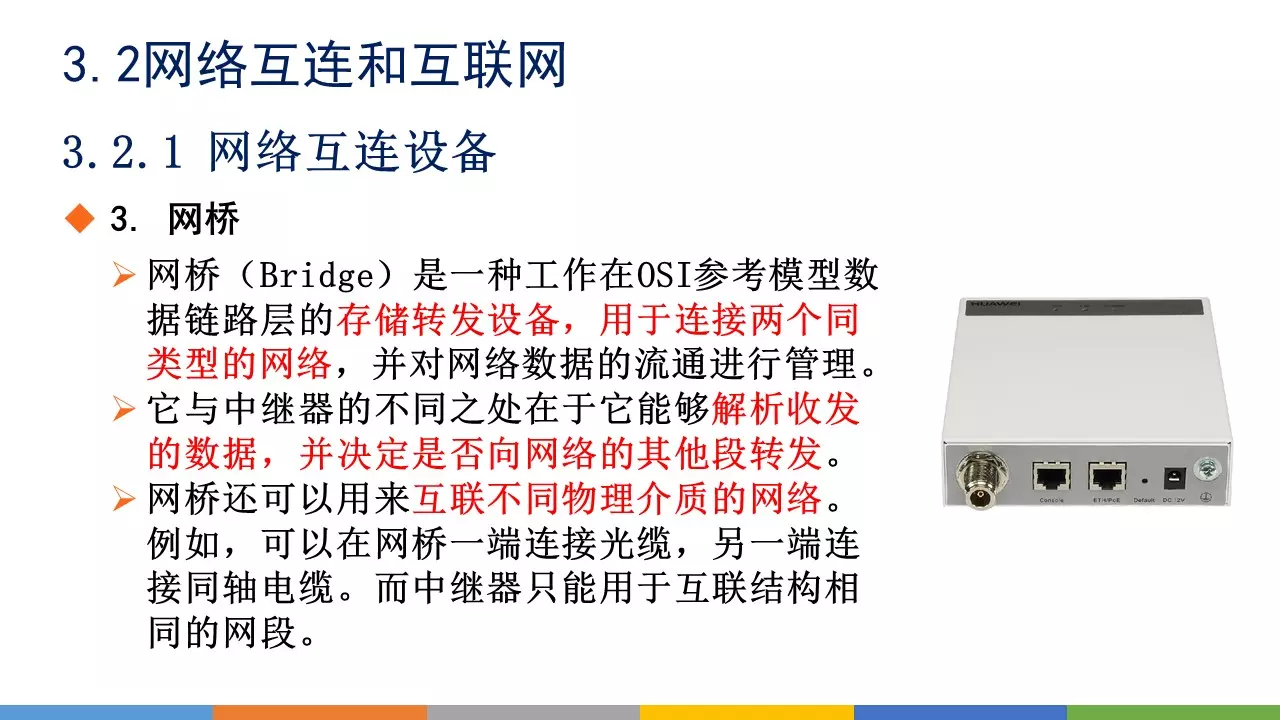 3.2网络互连和互联网
3.2.1 网络互连设备
3. 网桥
网桥（Bridge）是一种工作在OSI参考模型数
据链路层的存储转发设备，用于连接两个同
类型的网络，并对网络数据的流通进行管理。
它与中继器的不同之处在于它能够解析收发
的数据，并决定是否向网络的其他段转发。
网桥还可以用来互联不同物理介质的网络。
例如，可以在网桥一端连接光缆，另一端连
接同轴电缆。而中继器只能用于互联结构相
同的网段。
HUAWEI
Console ETH/PoE Default DC 12V